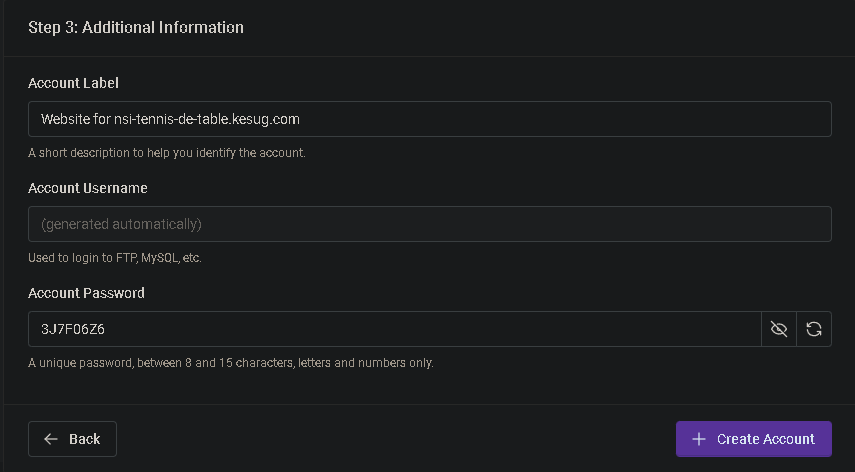 Step 3: Additional Information
Account Label
Website for nsi-tennis-de-table.kesug.com
A short description to help you identify the account.
Account Username
(generated automatically)
Used to login to FTP, MySQL, etc.
Account Password
3J7F06Z6
A unique password, between 8 and 15 characters, letters and numbers only.
Back
Create Account